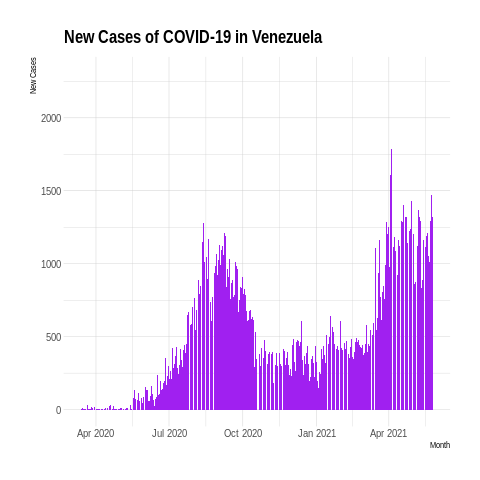 New Cases of COVID-19 in Venezuela
New Cases
2000
1500
1000
500
0
Apr 2020 Jul 2020 Oct 2020 Jan 2021 Apr 2021
Month